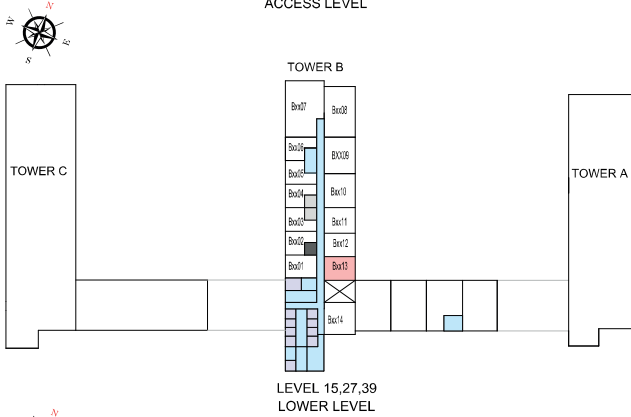 ACCESS LEVEL
N
W
E
S
TOWER B
Bxx07
Bxx08
Bxx06
BXX09
Bxx05
TOWER C
TOWER A
Bxx04
Bxx10
Bxx03
Bxx11
Bxx02
Bxx12
Bxx01
Bxx13
Bxx14
LEVEL 15,27,39
LOWER LEVEL
N